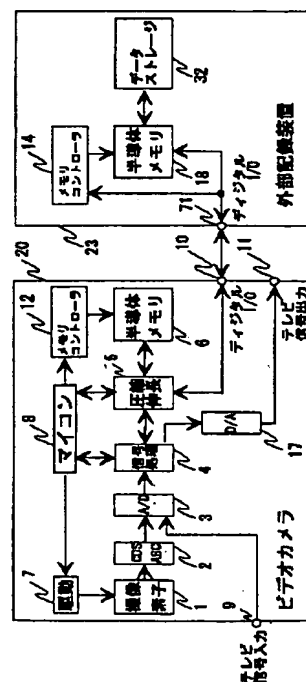 20
23
7
駆動
8
マイコン
12
メモリ
コントローラ
14
メモリ
コントローラ
撮像
素子
1
CDS
AGC
2
A/D
3
信号
処理
4
圧縮
伸長
5
半導体
メモリ
6
半導体
メモリ
18
データ
ストレージ
32
D/A
17
9
テレビ
信号入力
ビデオカメラ
10
ディジタル
I/O
11
テレビ
信号出力
71
ディジタル
I/O
外部記録装置